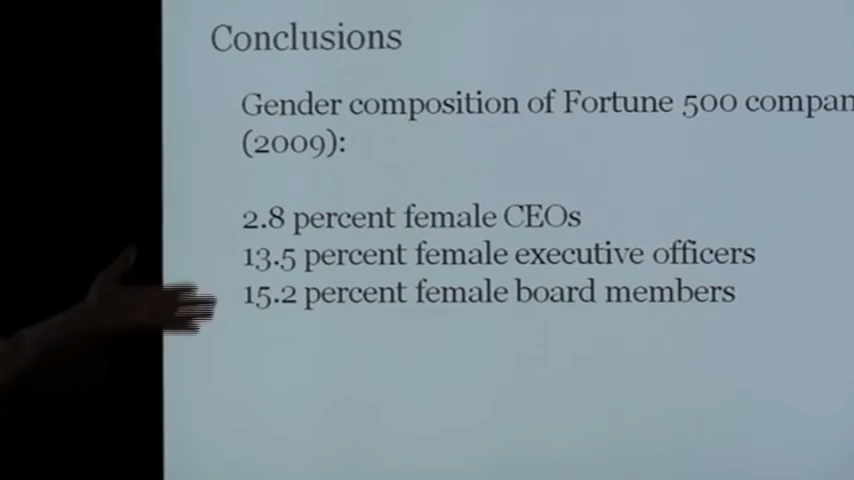 Conclusions
Gender composition of Fortune 500 compan
(2009):
2.8 percent female CEOs
13.5 percent female executive officers
15.2 percent female board members